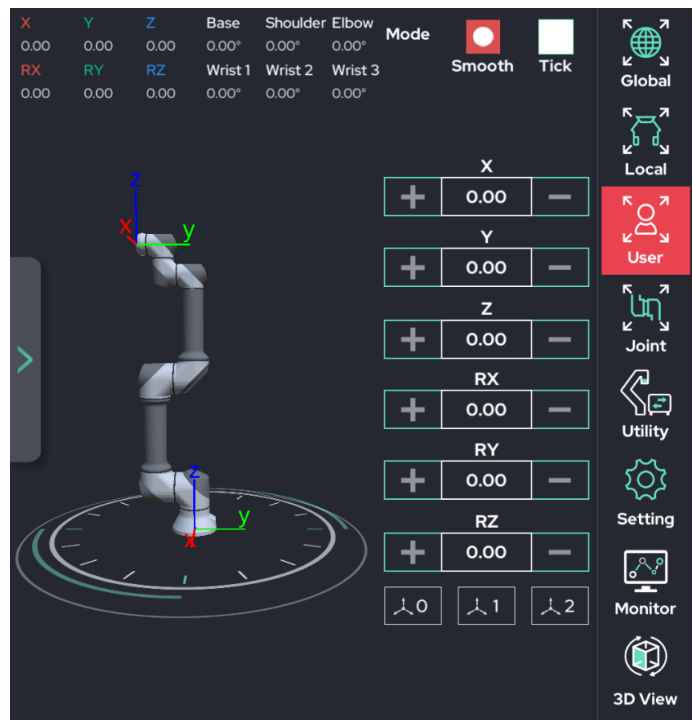 X Y Z Base Shoulder Elbow
0.00 0.00 0.00 0.00° 0.00° 0.00°
RX RY RZ Wrist 1 Wrist 2 Wrist 3
0.00 0.00 0.00 0.00° 0.00° 0.00°
Mode
Smooth Tick
Global
Local
User
Joint
Utility
Setting
Monitor
3D View
X
+ 0.00 −
Y
+ 0.00 −
Z
+ 0.00 −
RX
+ 0.00 −
RY
+ 0.00 −
RZ
+ 0.00 −
0 1 2
z
x y
z
x y
>